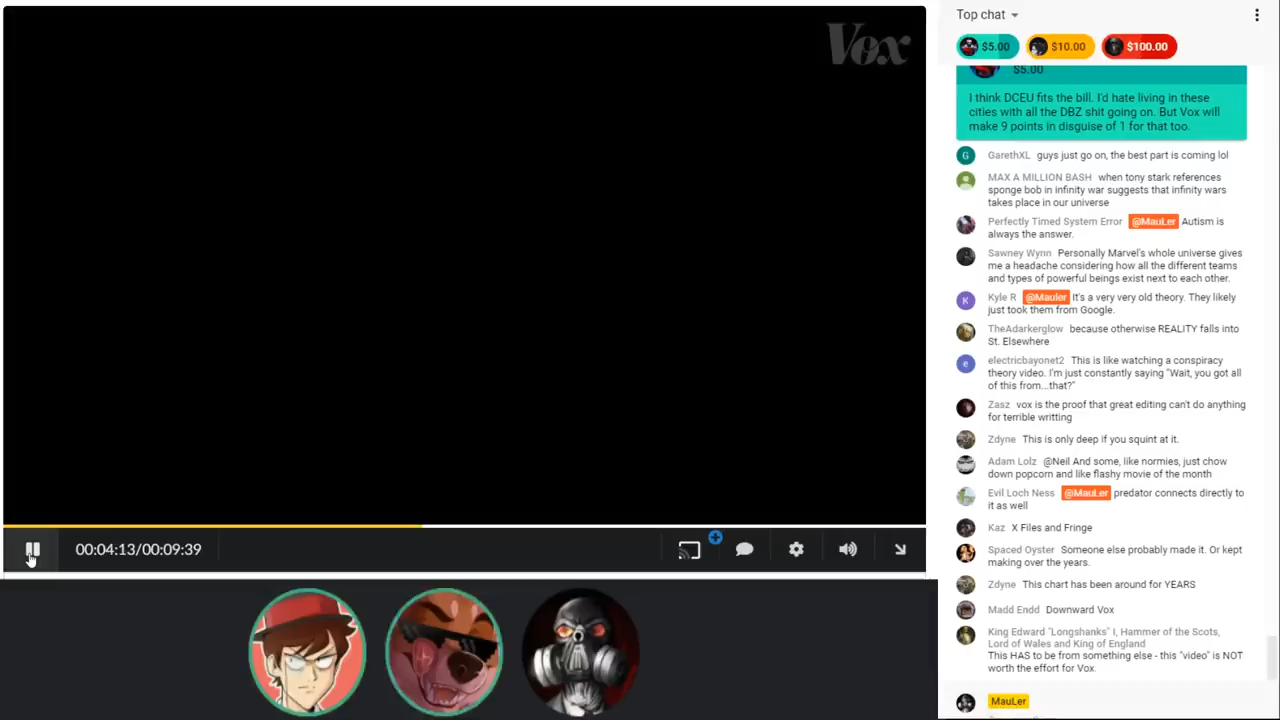 Vox
00:04:13/00:09:39
Top chat
$5.00
$10.00
$100.00
$5.00
I think DCEU fits the bill. I'd hate living in these
cities with all the DBZ shit going on. But Vox will
make 9 points in disguise of 1 for that too.
G
GarethXL guys just go on, the best part is coming lol
MAX A MILLION BASH when tony stark references
sponge bob in infinity war suggests that infinity wars
takes place in our universe
Perfectly Timed System Error @MauLer Autism is
always the answer.
Sawney Wynn Personally Marvel's whole universe gives
me a headache considering how all the different teams
and types of powerful beings exist next to each other.
K
Kyle R @Mauler It's a very very old theory. They likely
just took them from Google.
TheAdarkerglow because otherwise REALITY falls into
St. Elsewhere
e
electricbayonet2 This is like watching a conspiracy
theory video. I'm just constantly saying "Wait, you got all
of this from...that?"
Zasz vox is the proof that great editing can't do anything
for terrible writting
Zdyne This is only deep if you squint at it.
Adam Lolz @Neil And some, like normies, just chow
down popcorn and like flashy movie of the month
Evil Loch Ness @MauLer predator connects directly to
it as well
Kaz X Files and Fringe
Spaced Oyster Someone else probably made it. Or kept
making over the years.
Zdyne This chart has been around for YEARS
Madd Endd Downward Vox
King Edward "Longshanks" I, Hammer of the Scots,
Lord of Wales and King of England
This HAS to be from something else - this "video" is NOT
worth the effort for Vox.
MauLer